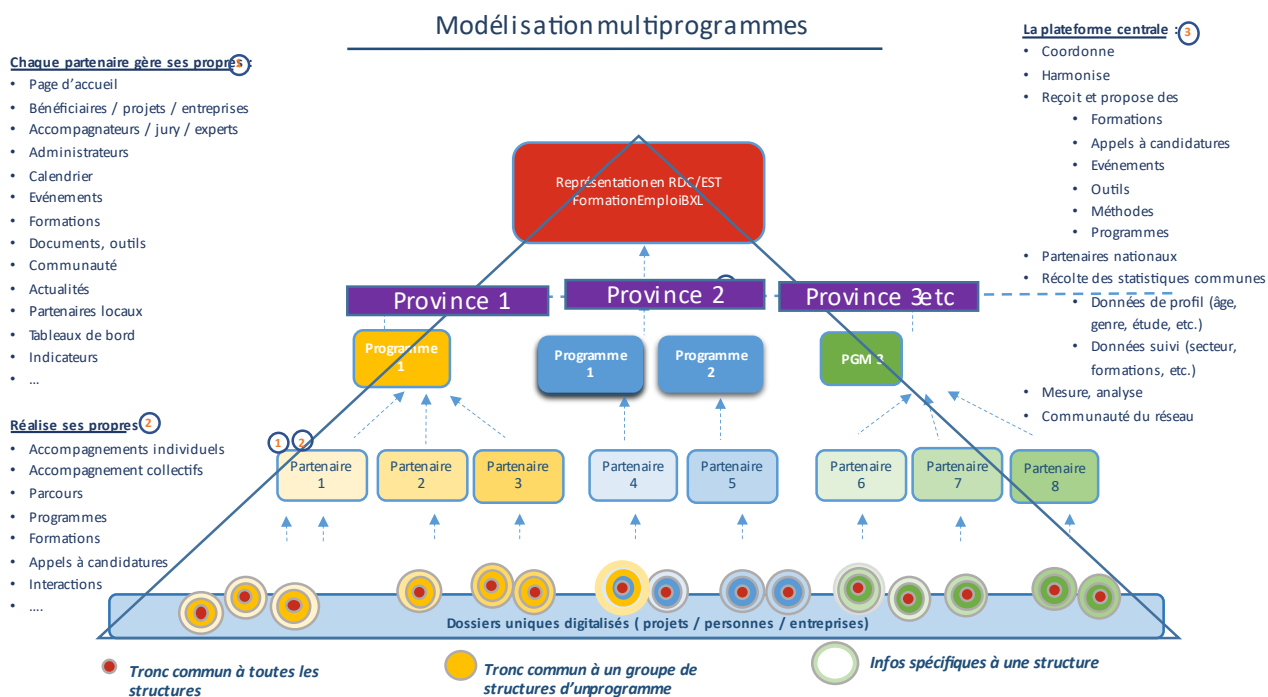 Modélisation multiprogrammes
Chaque partenaire gère ses propres :
1
• Page d’accueil
• Bénéficiaires / projets / entreprises
• Accompagnateurs / jury / experts
• Administrateurs
• Calendrier
• Evénements
• Formations
• Documents, outils
• Communauté
• Actualités
• Partenaires locaux
• Tableaux de bord
• Indicateurs
• …
Réalise ses propres
2
• Accompagnements individuels
• Accompagnement collectifs
• Parcours
• Programmes
• Formations
• Appels à candidatures
• Interactions
• ….
La plateforme centrale :
3
• Coordonne
• Harmonise
• Reçoit et propose des
• Formations
• Appels à candidatures
• Evénements
• Outils
• Méthodes
• Programmes
• Partenaires nationaux
• Récolte des statistiques communes
• Données de profil (âge,
genre, étude, etc.)
• Données suivi (secteur,
formations, etc.)
• Mesure, analyse
• Communauté du réseau
Représentation en RDC/EST
FormationEmploiBXL
Province 1
Province 2
Province 3etc
Programme
1
Programme
1
Programme
2
PGM 3
1 2
Partenaire
1
Partenaire
2
Partenaire
3
Partenaire
4
Partenaire
5
Partenaire
6
Partenaire
7
Partenaire
8
Dossiers uniques digitalisés ( projets / personnes / entreprises)
Tronc commun à toutes les
structures
Tronc commun à un groupe de
structures d’unprogramme
Infos spécifiques à une structure